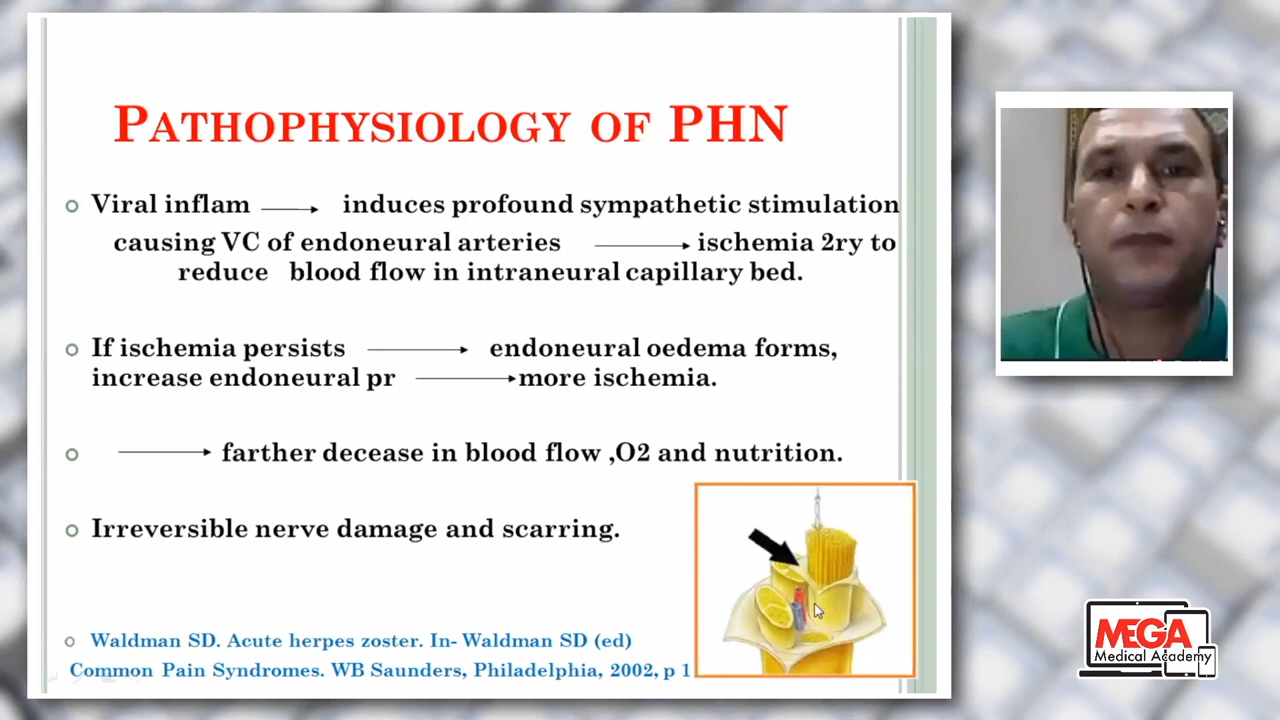 PATHOPHYSIOLOGY OF PHN
Viral inflam induces profound sympathetic stimulation
causing VC of endoneural arteries ischemia 2ry to
reduce blood flow in intraneural capillary bed.
If ischemia persists endoneural oedema forms,
increase endoneural pr more ischemia.
farther decease in blood flow ,O2 and nutrition.
Irreversible nerve damage and scarring.
Waldman SD. Acute herpes zoster. In- Waldman SD (ed)
Common Pain Syndromes. WB Saunders, Philadelphia, 2002, p 1
MEGA
Medical Academy